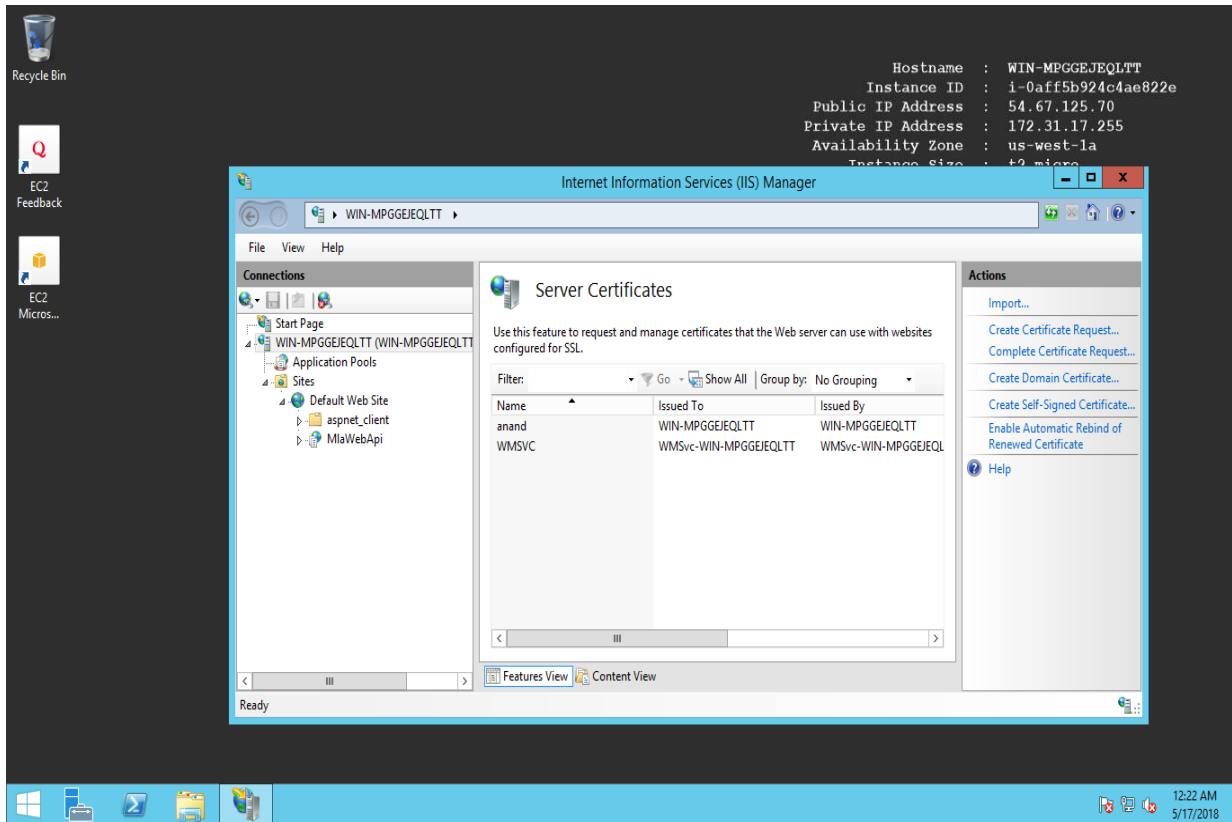 Recycle Bin
EC2
Feedback
EC2
Micros...
Hostname : WIN-MPGGEJEQLTT
Instance ID : i-0aff5b924c4ae822e
Public IP Address : 54.67.125.70
Private IP Address : 172.31.17.255
Availability Zone : us-west-1a
Instance Size : t2.micro
Internet Information Services (IIS) Manager
WIN-MPGGEJEQLTT
File View Help
Connections
Start Page
WIN-MPGGEJEQLTT (WIN-MPGGEJEQLTT
Application Pools
Sites
Default Web Site
aspnet_client
MlaWebApi
Server Certificates
Use this feature to request and manage certificates that the Web server can use with websites
configured for SSL.
Filter: Go Show All Group by: No Grouping
Name Issued To Issued By
anand WIN-MPGGEJEQLTT WIN-MPGGEJEQLTT
WMSVC WMSvc-WIN-MPGGEJEQLTT WMSvc-WIN-MPGGEJEQL
Features View Content View
Actions
Import...
Create Certificate Request...
Complete Certificate Request...
Create Domain Certificate...
Create Self-Signed Certificate...
Enable Automatic Rebind of
Renewed Certificate
Help
Ready
12:22 AM
5/17/2018